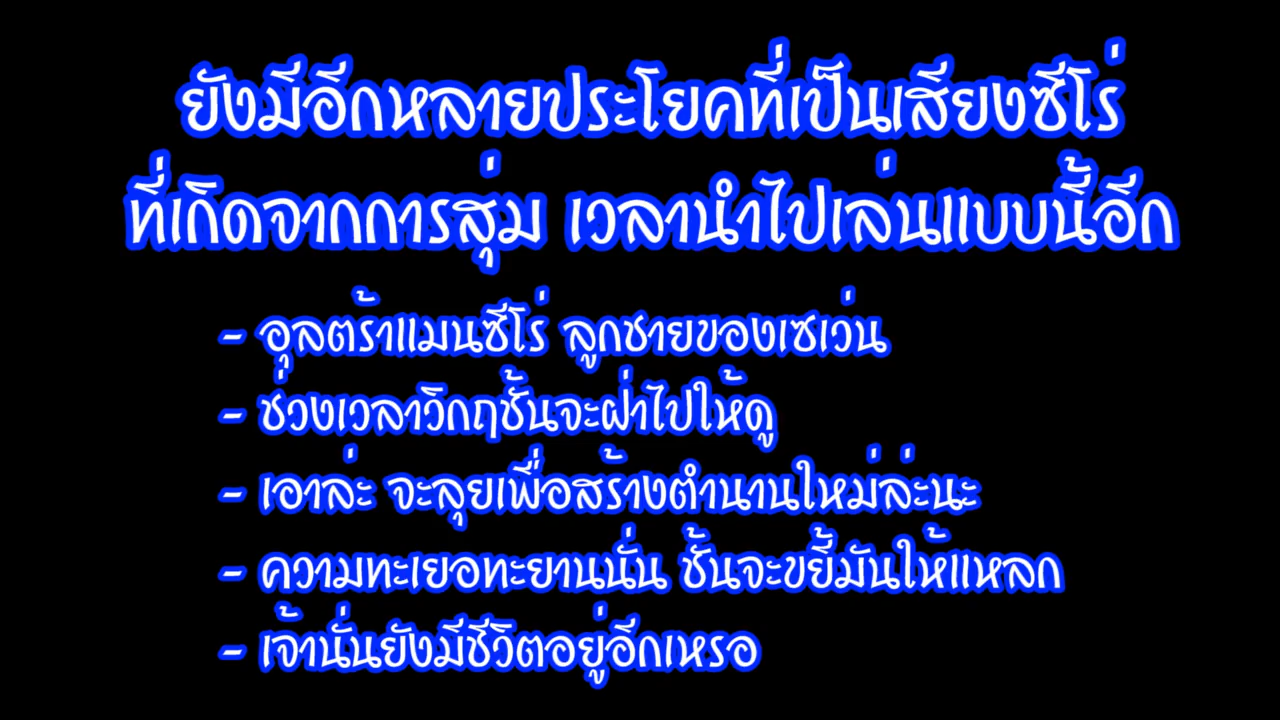 ยังมีอีกหลายประโยคที่เป็นเสียงซีโร่
ที่เกิดจากการสุ่ม เวลานำไปเล่นแบบนี้อีก
- อุลตร้าแมนซีโร่ ลูกชายของเซเว่น
- ช่วงเวลาวิกฤชั้นจะฝ่าไปให้ดู
- เอาล่ะ จะลุยเพื่อสร้างตำนานใหม่ล่ะนะ
- ความทะเยอทะยานนั่น ชั้นจะขยี้มันให้แหลก
- เจ้านั่นยังมีชีวิตอยู่อีกเหรอ